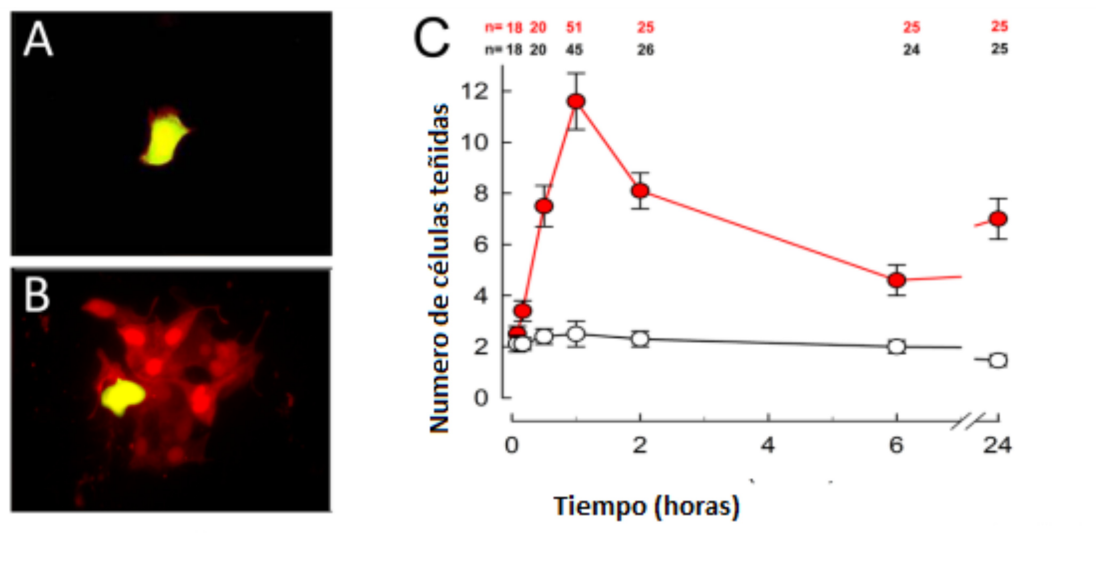 A
B
C
n= 18 20 51 25 25 25
n= 18 20 45 26 24 25
Numero de células teñidas
12
10
8
6
4
2
0
0 2 4 6 24
Tiempo (horas)